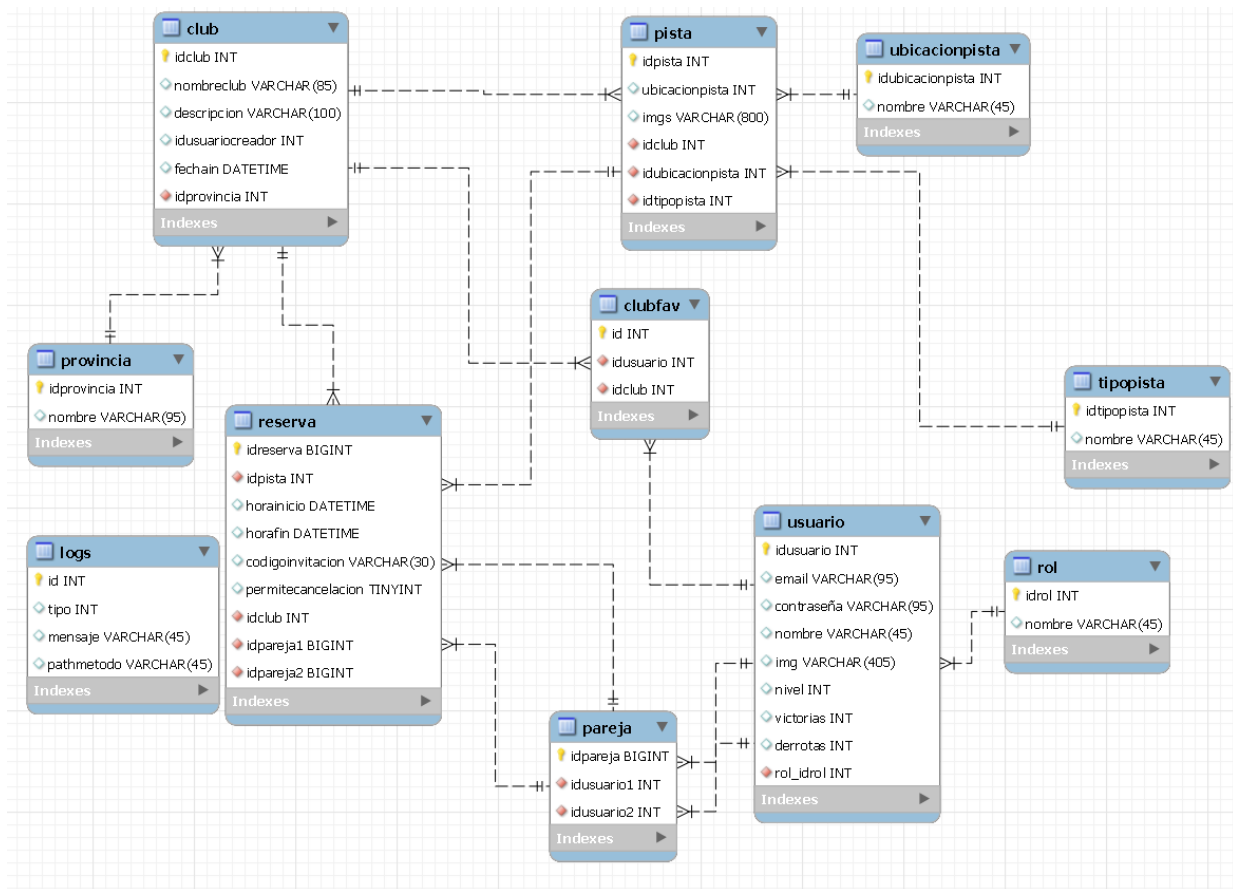 club
idclub INT
nombreclub VARCHAR(85)
descripcion VARCHAR(100)
idusuariocreador INT
fechain DATETIME
idprovincia INT
Indexes
pista
idpista INT
ubicacionpista INT
imgs VARCHAR(800)
idclub INT
idubicacionpista INT
idtipopista INT
Indexes
ubicacionpista
idubicacionpista INT
nombre VARCHAR(45)
Indexes
provincia
idprovincia INT
nombre VARCHAR(95)
Indexes
clubfav
id INT
idusuario INT
idclub INT
Indexes
tipopista
idtipopista INT
nombre VARCHAR(45)
Indexes
reserva
idreserva BIGINT
idpista INT
horainicio DATETIME
horafin DATETIME
codigoinvitacion VARCHAR(30)
permitecancelacion TINYINT
idclub INT
idpareja1 BIGINT
idpareja2 BIGINT
Indexes
logs
id INT
tipo INT
mensaje VARCHAR(45)
pathmetodo VARCHAR(45)
Indexes
usuario
idusuario INT
email VARCHAR(95)
contraseña VARCHAR(95)
nombre VARCHAR(45)
img VARCHAR(405)
nivel INT
victorias INT
derrotas INT
rol_idrol INT
Indexes
rol
idrol INT
nombre VARCHAR(45)
Indexes
pareja
idpareja BIGINT
idusuario1 INT
idusuario2 INT
Indexes